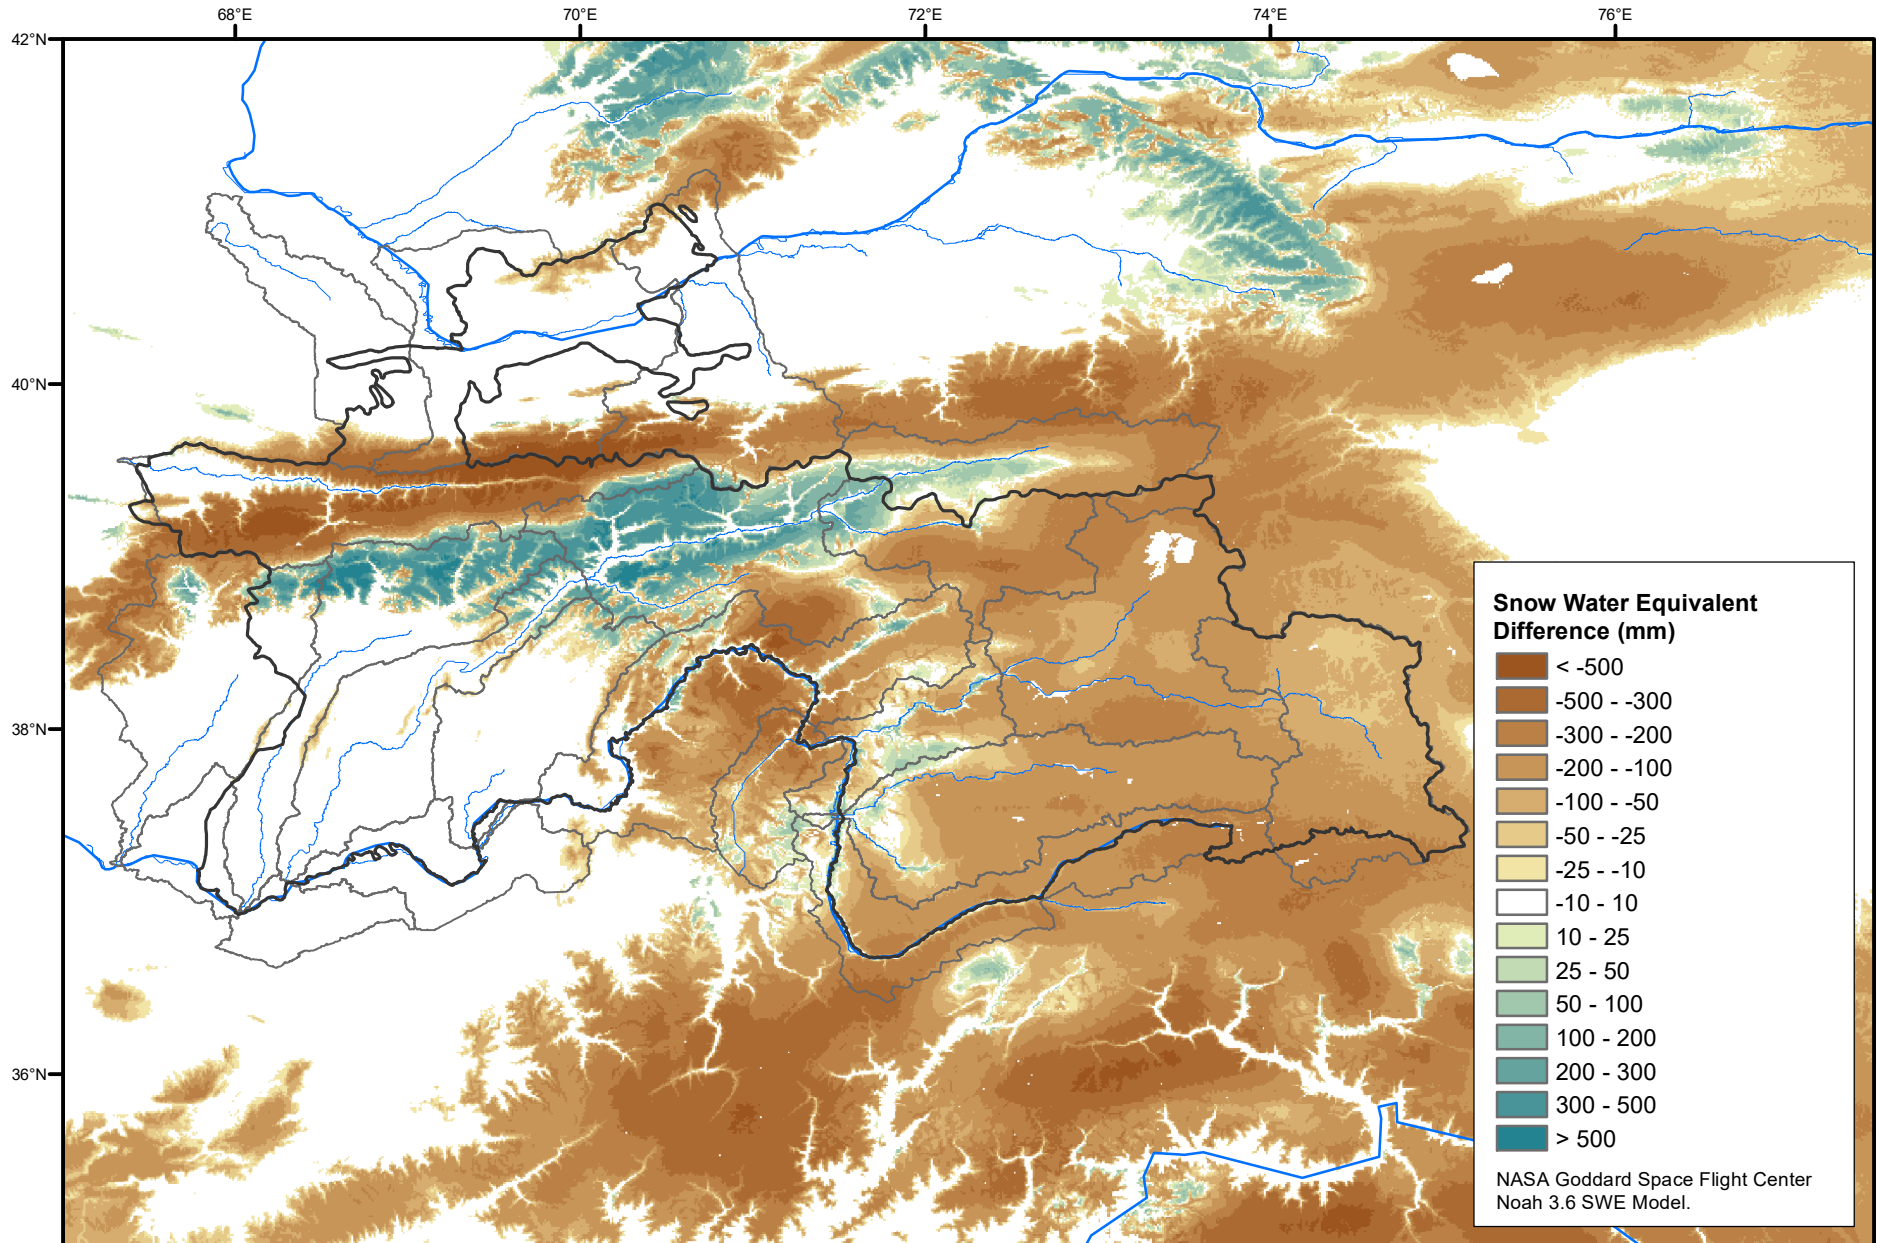 68°E
70°E
72°E
74°E
76°E
42°N
40°N
38°N
36°N
Snow Water Equivalent
Difference (mm)
< -500
-500 - -300
-300 - -200
-200 - -100
-100 - -50
-50 - -25
-25 - -10
-10 - 10
10 - 25
25 - 50
50 - 100
100 - 200
200 - 300
300 - 500
> 500
NASA Goddard Space Flight Center
Noah 3.6 SWE Model.